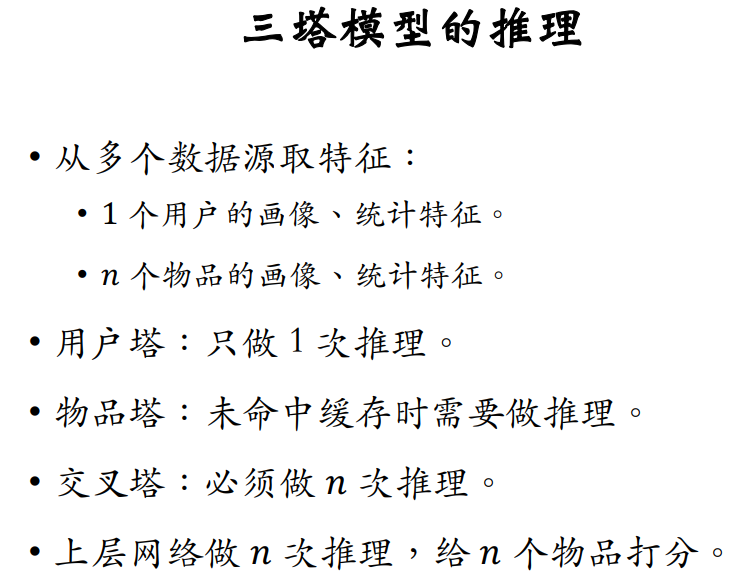 三塔模型的推理
• 从多个数据源取特征：
• 1 个用户的画像、统计特征。
• n 个物品的画像、统计特征。
• 用户塔：只做 1 次推理。
• 物品塔：未命中缓存时需要做推理。
• 交叉塔：必须做 n 次推理。
• 上层网络做 n 次推理，给 n 个物品打分。